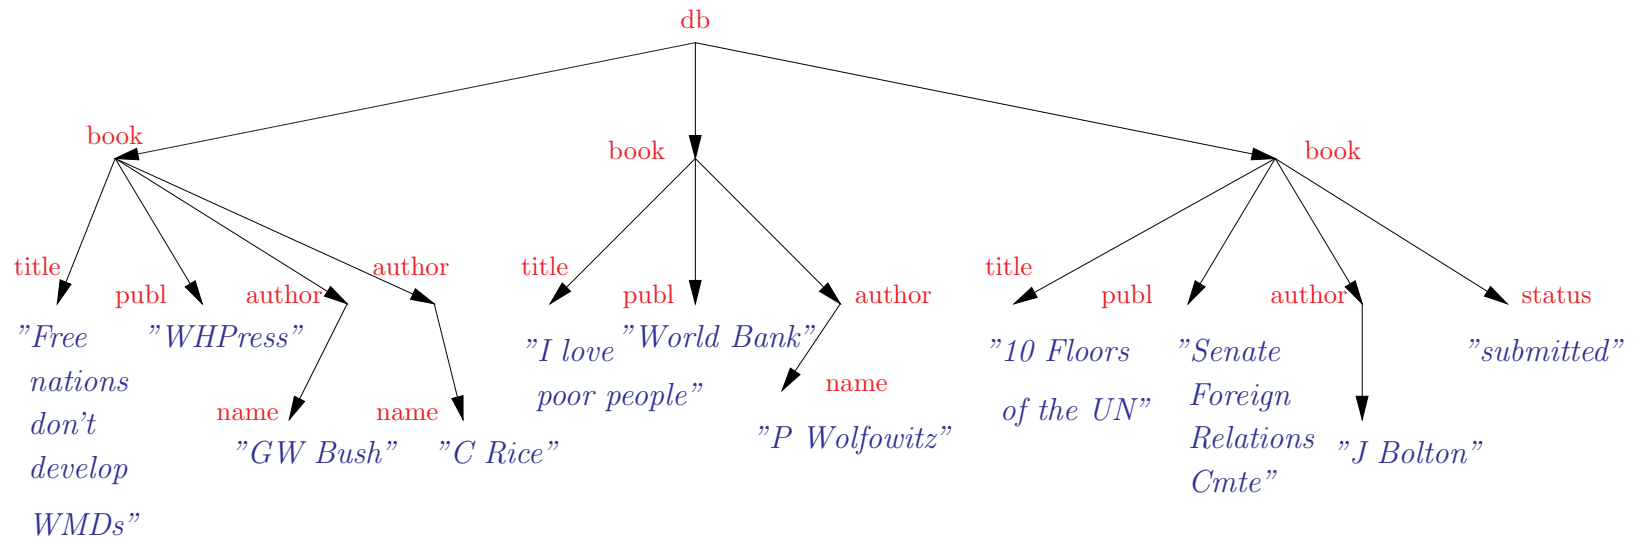 db
book
book
book
title
publ
author
author
title
publ
author
title
publ
author
status
"Free
nations
don't
develop
WMDs"
"WHPress"
name
"GW Bush"
name
"C Rice"
"I love
poor people"
"World Bank"
name
"P Wolfowitz"
"10 Floors
of the UN"
"Senate
Foreign
Relations
Cmte"
"J Bolton"
"submitted"